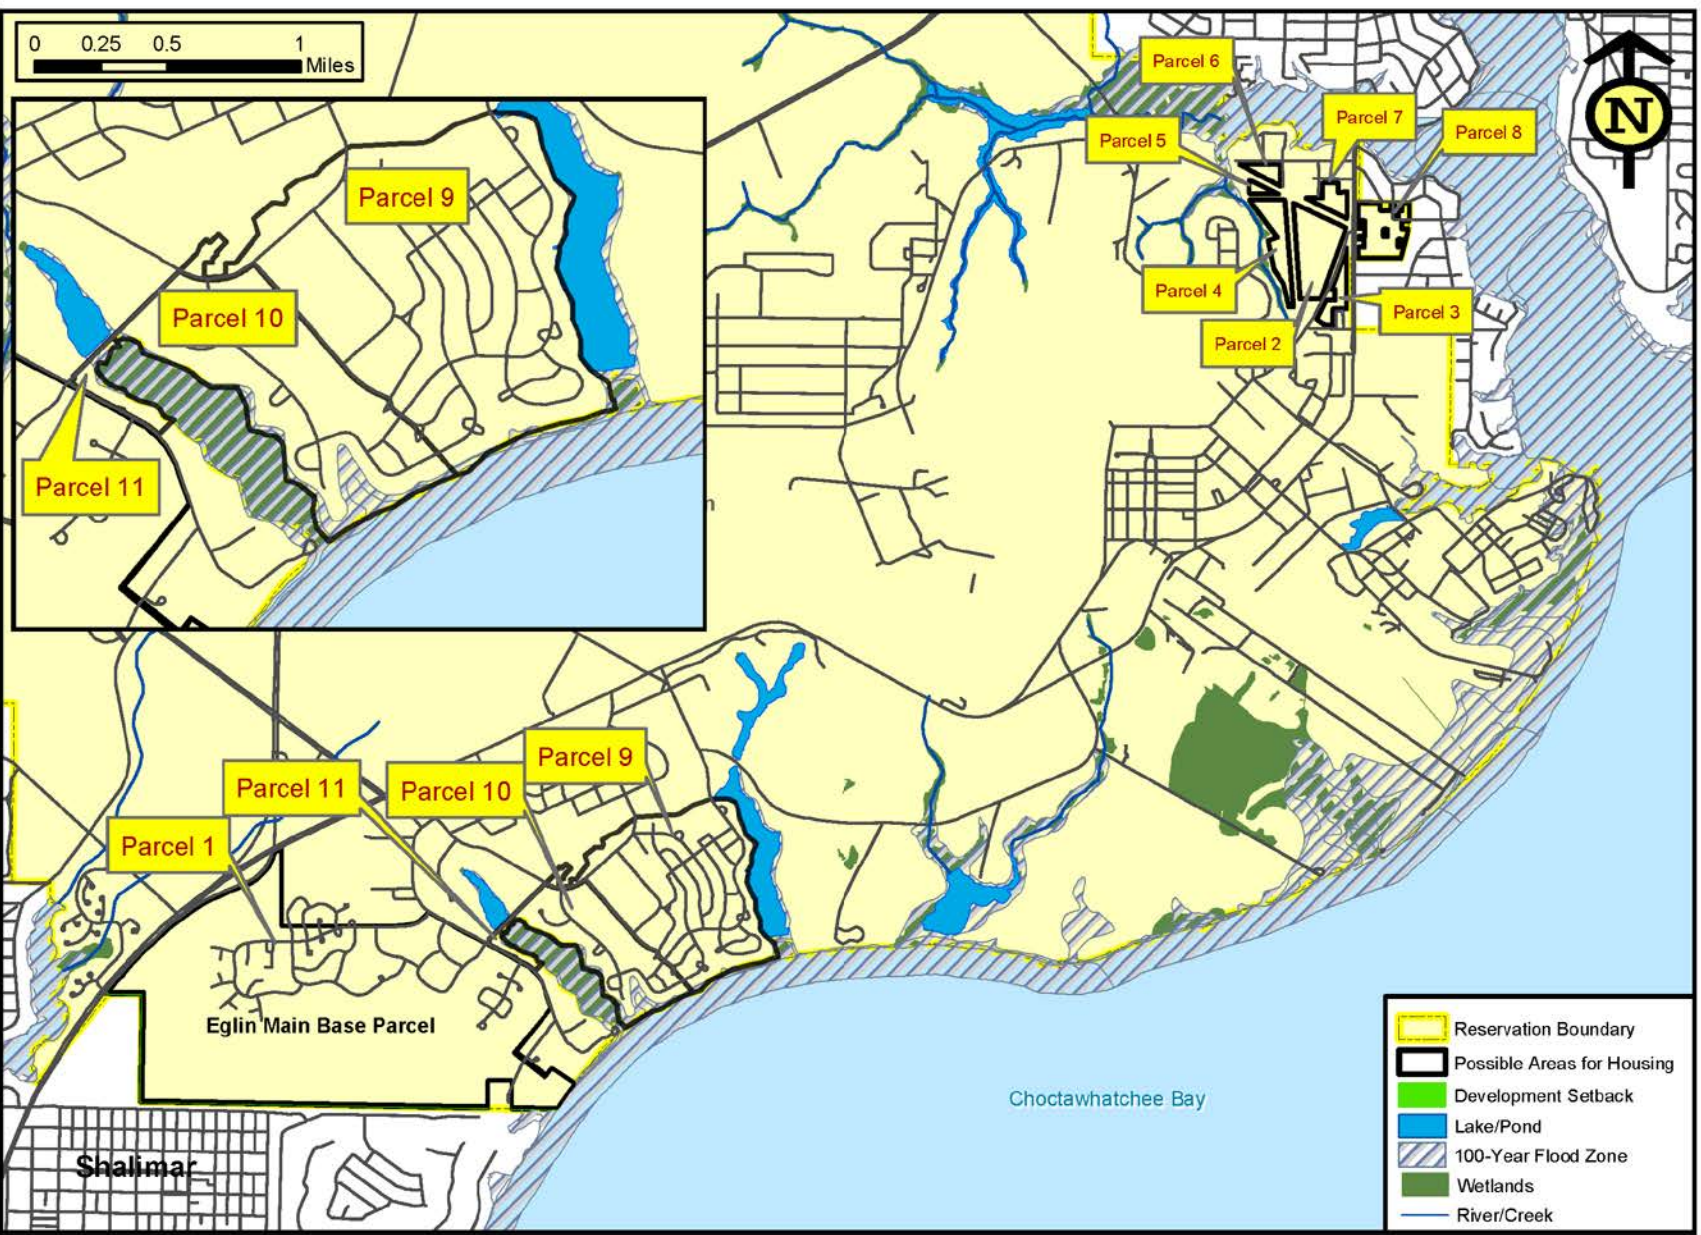 0 0.25 0.5 1
Miles
N
Parcel 6
Parcel 7
Parcel 8
Parcel 5
Parcel 4
Parcel 3
Parcel 2
Parcel 9
Parcel 10
Parcel 11
Parcel 9
Parcel 11
Parcel 10
Parcel 1
Eglin Main Base Parcel
Choctawhatchee Bay
Shalimar
Reservation Boundary
Possible Areas for Housing
Development Setback
Lake/Pond
100-Year Flood Zone
Wetlands
River/Creek